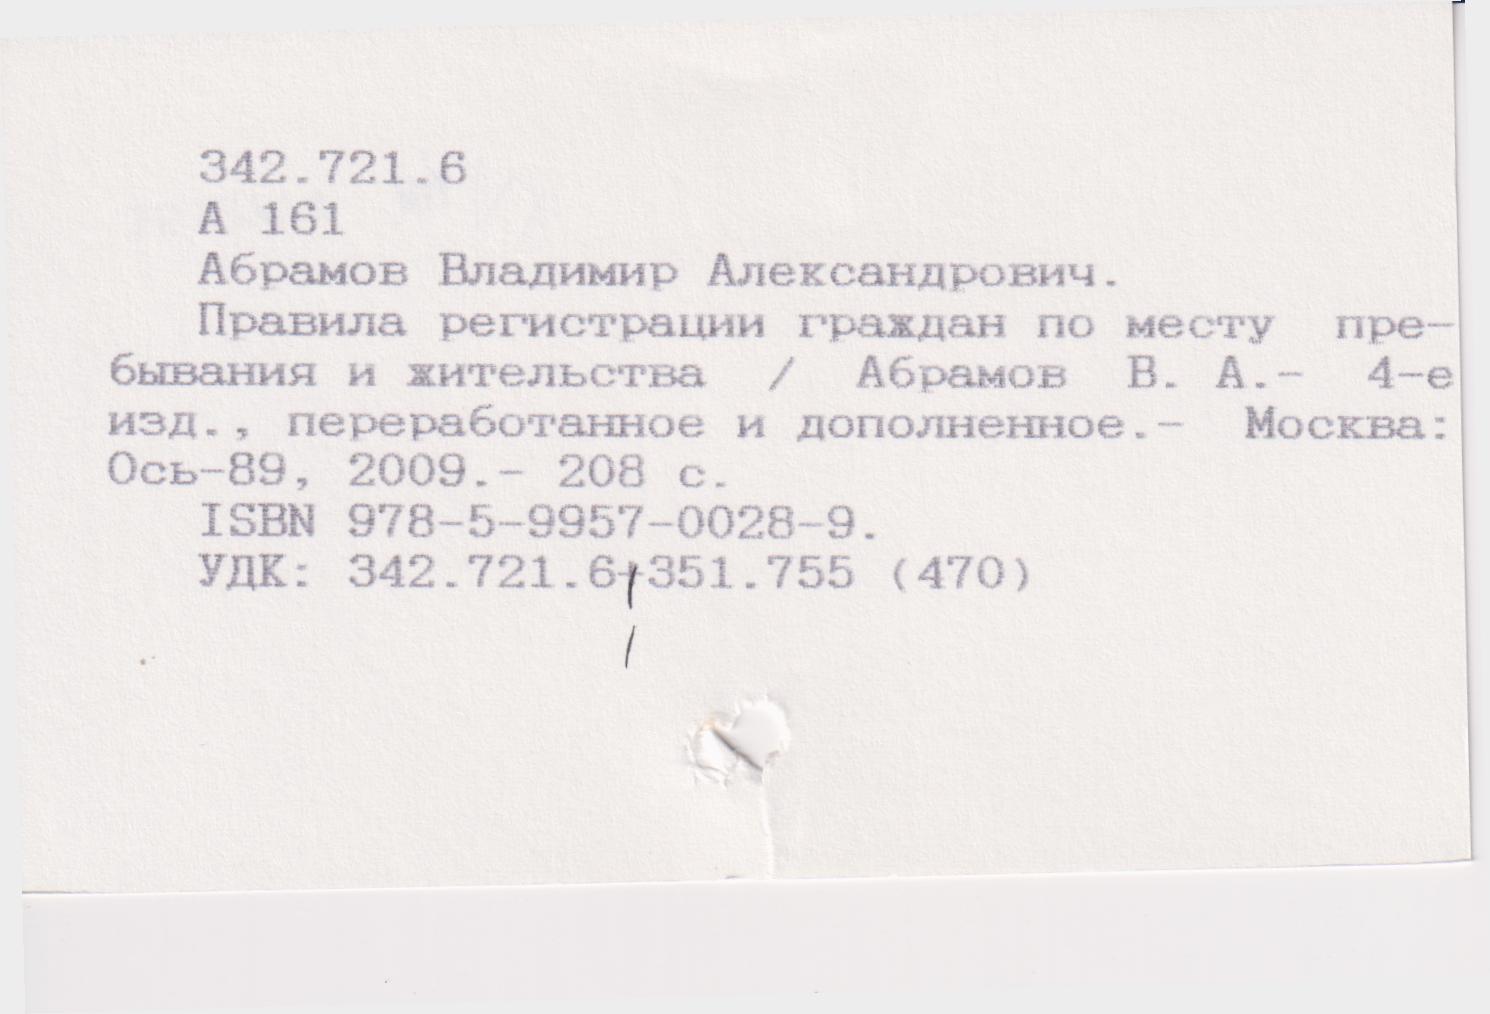 342.721.6
А 161
Абрамов Владимир Александрович.
Правила регистрации граждан по месту пре-
бывания и жительства / Абрамов В. А.- 4-е
изд., переработанное и дополненное.- Москва:
Ось-89, 2009.- 208 с.
ISBN 978-5-9957-0028-9.
УДК: 342.721.6+351.755 (470)